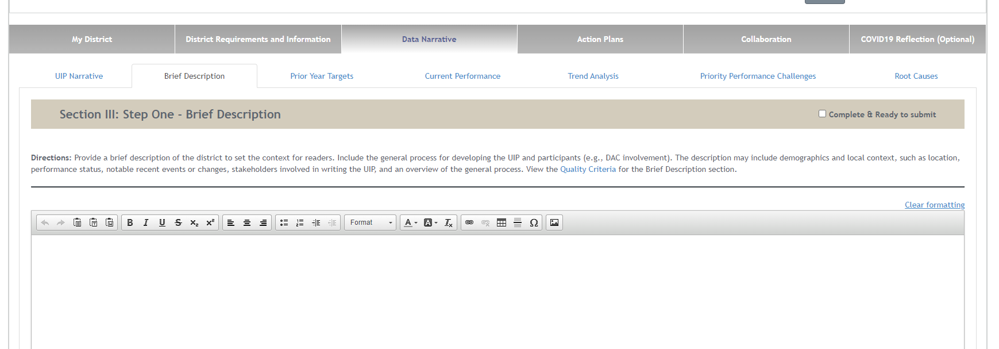 My District
District Requirements and Information
Data Narrative
Action Plans
Collaboration
COVID19 Reflection (Optional)
UIP Narrative
Brief Description
Prior Year Targets
Current Performance
Trend Analysis
Priority Performance Challenges
Root Causes
Section III: Step One - Brief Description
Complete & Ready to submit
Directions: Provide a brief description of the district to set the context for readers. Include the general process for developing the UIP and participants (e.g., DAC involvement). The description may include demographics and local context, such as location,
performance status, notable recent events or changes, stakeholders involved in writing the UIP, and an overview of the general process. View the Quality Criteria for the Brief Description section.
Clear formatting
Format